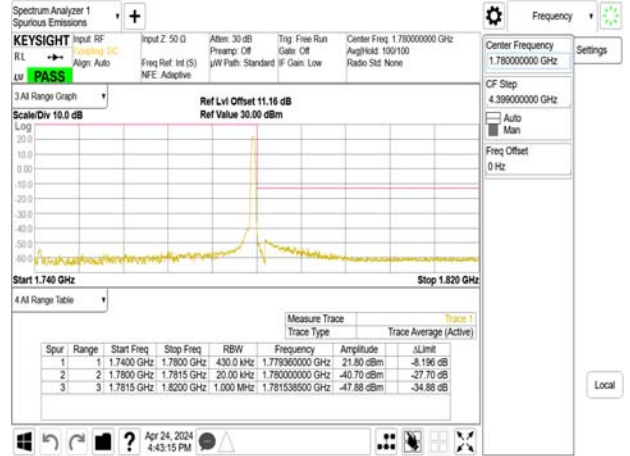 Spectrum Analyzer 1
Spurious Emissions
Frequency
KEYSIGHT
RL
PASS
Input: RF
Coupling: DC
Align: Auto
Input Z: 50 Ω
Freq Ref: Int (S)
NFE: Adaptive
Atten: 30 dB
Preamp: Off
µW Path: Standard
Trig: Free Run
Gate: Off
IF Gain: Low
Center Freq: 1.780000000 GHz
Avg|Hold: 100/100
Radio Std: None
Center Frequency
1.780000000 GHz
Settings
CF Step
4.399000000 GHz
Auto
Man
Freq Offset
0 Hz
Local
3 All Range Graph
Scale/Div 10.0 dB
Ref Lvl Offset 11.16 dB
Ref Value 30.00 dBm
Log
20.0
10.0
0.00
-10.0
-20.0
-30.0
-40.0
-50.0
-60.0
Start 1.740 GHz
Stop 1.820 GHz
4 All Range Table
Measure Trace Trace 1
Trace Type Trace Average (Active)
Spur Range Start Freq Stop Freq RBW Frequency Amplitude ΔLimit
1 1 1.7400 GHz 1.7800 GHz 430.0 kHz 1.779360000 GHz 21.80 dBm -8.196 dB
2 2 1.7800 GHz 1.7815 GHz 20.00 kHz 1.780000000 GHz -40.70 dBm -27.70 dB
3 3 1.7815 GHz 1.8200 GHz 1.000 MHz 1.781538500 GHz -47.88 dBm -34.88 dB
Apr 24, 2024
4:43:15 PM